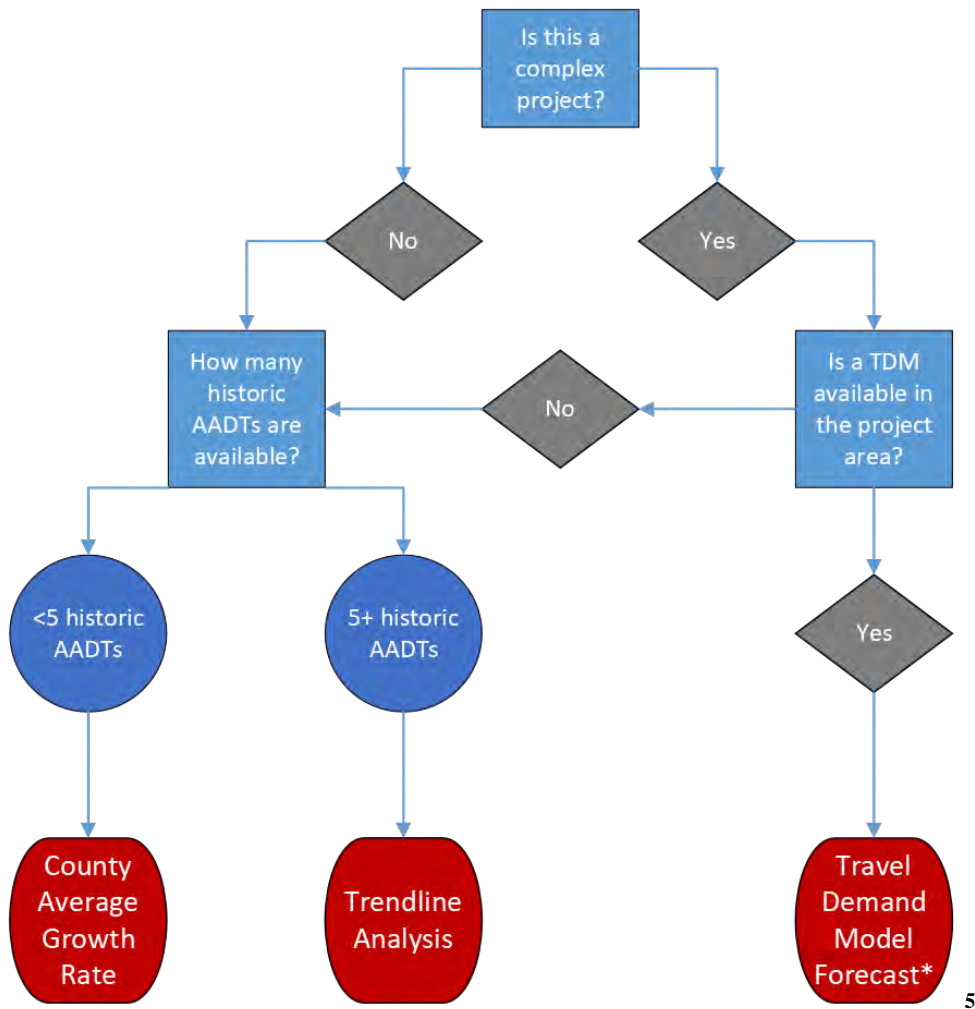 Is this a
complex
project?
No
Yes
How many
historic
AADTs are
available?
No
Is a TDM
available in
the project
area?
<5 historic
AADTs
5+ historic
AADTs
Yes
County
Average
Growth
Rate
Trendline
Analysis
Travel
Demand
Model
Forecast*
5